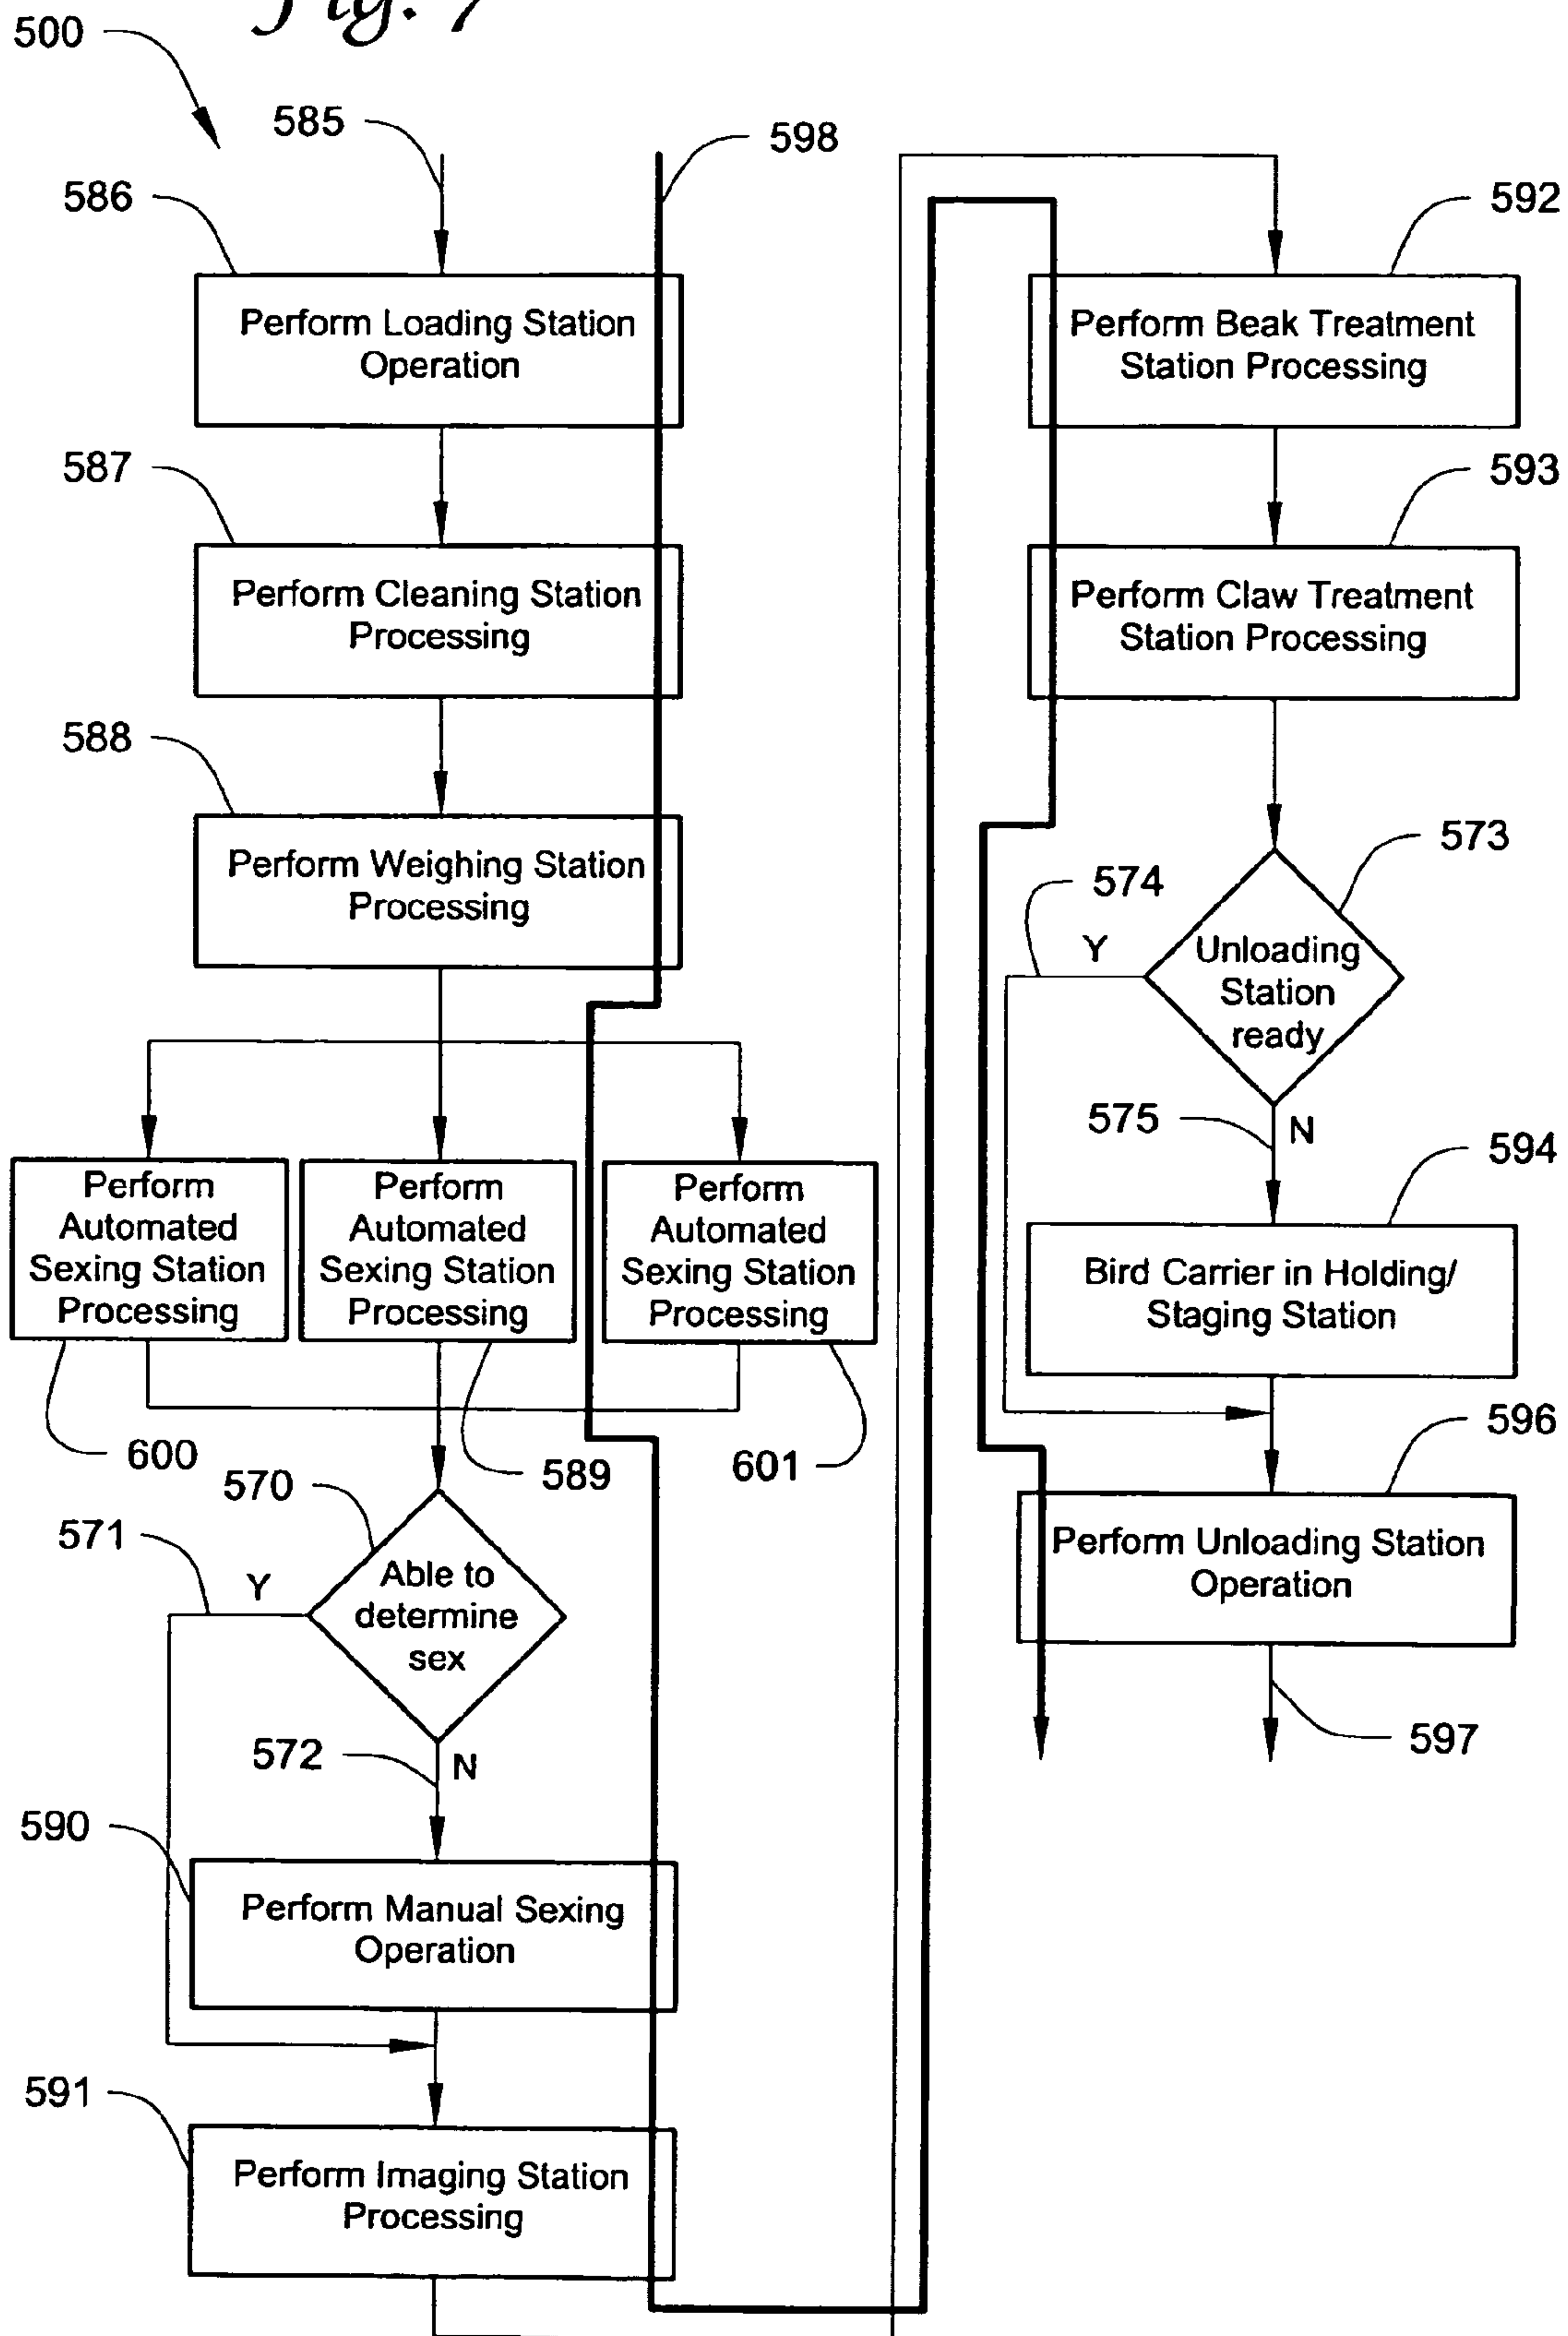 Fig. 7
500
585
598
586
Perform Loading Station
Operation
587
Perform Cleaning Station
Processing
588
Perform Weighing Station
Processing
Perform
Automated
Sexing Station
Processing
Perform
Automated
Sexing Station
Processing
Perform
Automated
Sexing Station
Processing
600
589
601
570
571
Y
Able to
determine
sex
572
N
590
Perform Manual Sexing
Operation
591
Perform Imaging Station
Processing
592
Perform Beak Treatment
Station Processing
593
Perform Claw Treatment
Station Processing
573
574
Y
Unloading
Station
ready
575
N
594
Bird Carrier in Holding/
Staging Station
596
Perform Unloading Station
Operation
597